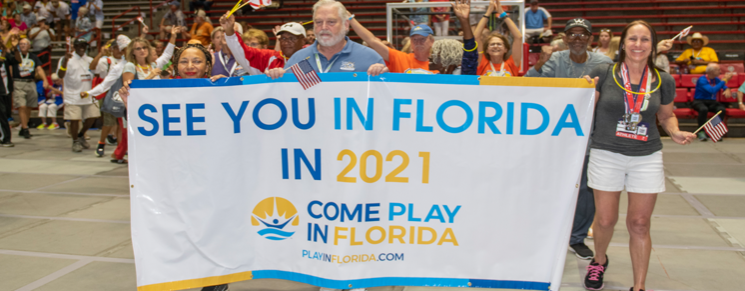 SEE YOU IN FLORIDA
IN 2021
COME PLAY
IN FLORIDA
PLAYINFLORIDA.COM